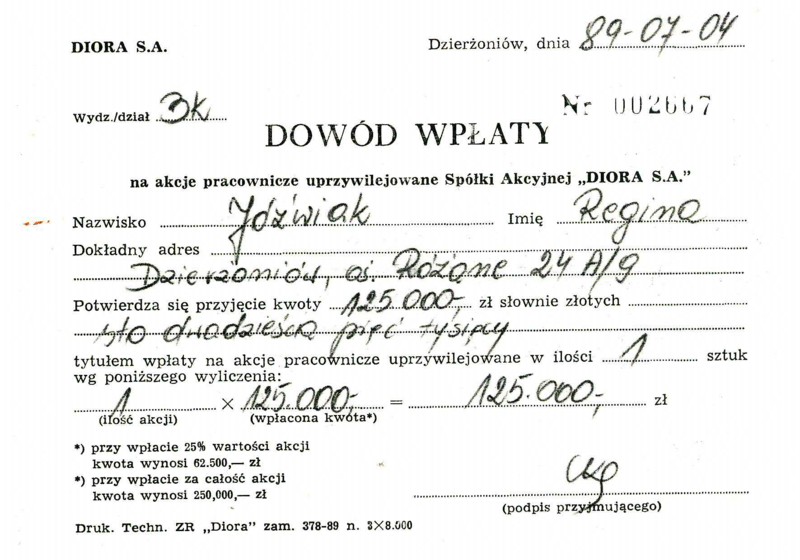 DIORA S.A. Dzierżoniów, dnia 89-07-04
Wydz./dział 3k Nr 002667
DOWÓD WPŁATY
na akcje pracownicze uprzywilejowane Spółki Akcyjnej „DIORA S.A.”
Nazwisko Jdźwiak Imię Regina
Dokładny adres
Dzierżoniów, oś. Różane 24 A/9
Potwierdza się przyjęcie kwoty 125.000,- zł słownie złotych
sto dwadzieścia pięć tysięcy
tytułem wpłaty na akcje pracownicze uprzywilejowane w ilości 1 sztuk
wg poniższego wyliczenia:
1 × 125.000,- = 125.000,- zł
(ilość akcji) (wpłacona kwota*)
*) przy wpłacie 25% wartości akcji
kwota wynosi 62.500,— zł
*) przy wpłacie za całość akcji
kwota wynosi 250,000,— zł
(podpis przyjmującego)
Druk. Techn. ZR „Diora” zam. 378-89 n. 3×8.000